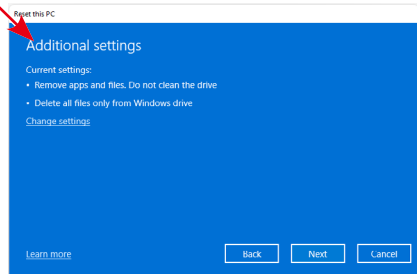 Reset this PC
Additional settings
Current settings:
• Remove apps and files. Do not clean the drive
• Delete all files only from Windows drive
Change settings
Learn more
Back
Next
Cancel